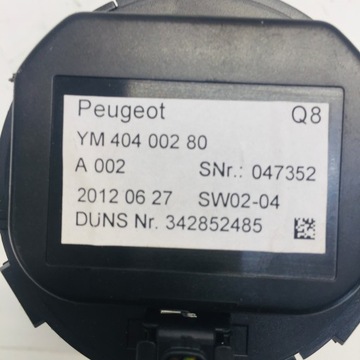 Peugeot Q8
YM 404 002 80
A 002 SNr.: 047352
2012 06 27 SW02-04
DUNS Nr. 342852485